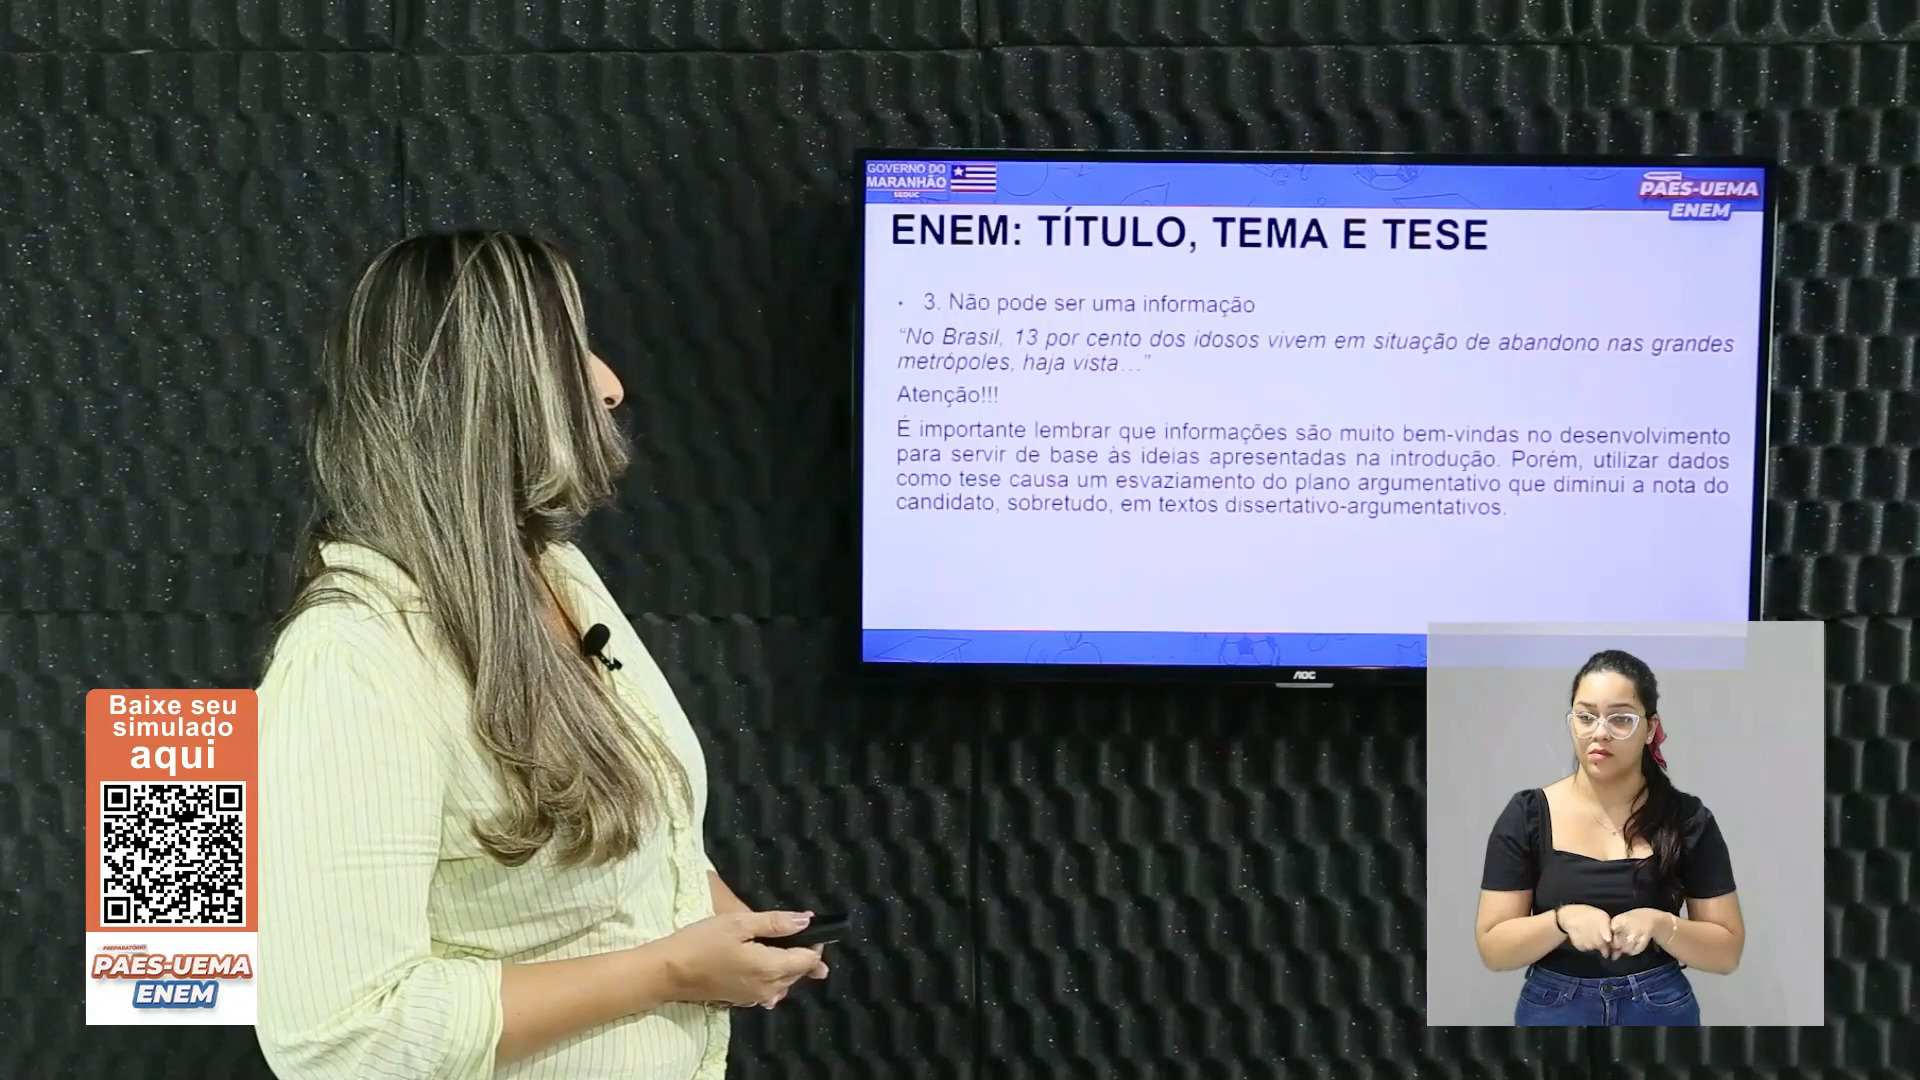 GOVERNO DO
MARANHÃO
SEDUC
PAES-UEMA
ENEM
ENEM: TÍTULO, TEMA E TESE
• 3. Não pode ser uma informação
“No Brasil, 13 por cento dos idosos vivem em situação de abandono nas grandes
metrópoles, haja vista…”
Atenção!!!
É importante lembrar que informações são muito bem-vindas no desenvolvimento
para servir de base às ideias apresentadas na introdução. Porém, utilizar dados
como tese causa um esvaziamento do plano argumentativo que diminui a nota do
candidato, sobretudo, em textos dissertativo-argumentativos.
AOC
Baixe seu
simulado
aqui
PREPARATÓRIO
PAES-UEMA
ENEM